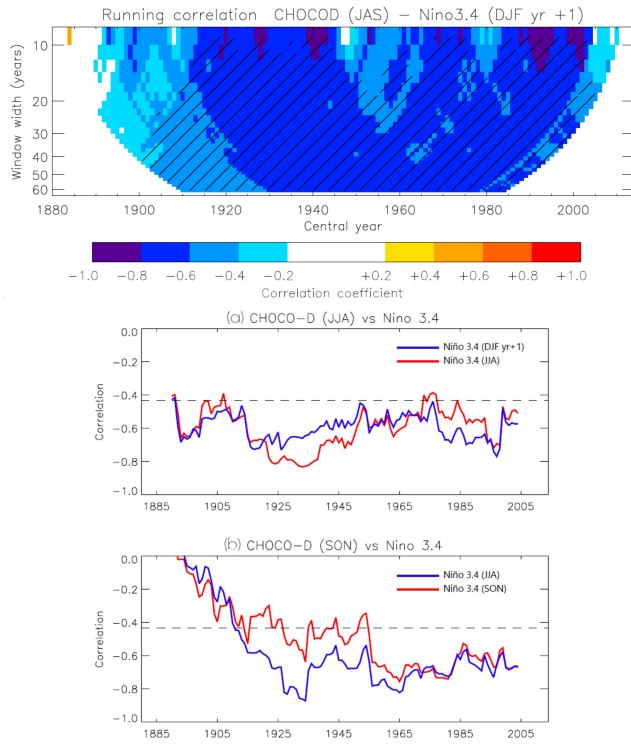 Running correlation CHOCOD (JAS) – Nino3.4 (DJF yr +1)
Window width (years)
10
20
30
40
50
60
1880 1900 1920 1940 1960 1980 2000
Central year
−1.0 −0.8 −0.6 −0.4 −0.2 +0.2 +0.4 +0.6 +0.8 +1.0
Correlation coefficient
(a) CHOCO−D (JJA) vs Nino 3.4
Correlation
0.0
−0.2
−0.4
−0.6
−0.8
−1.0
Niño 3.4 (DJF yr+1)
Niño 3.4 (JJA)
1885 1905 1925 1945 1965 1985 2005
(b) CHOCO−D (SON) vs Nino 3.4
Correlation
0.0
−0.2
−0.4
−0.6
−0.8
−1.0
Niño 3.4 (JJA)
Niño 3.4 (SON)
1885 1905 1925 1945 1965 1985 2005